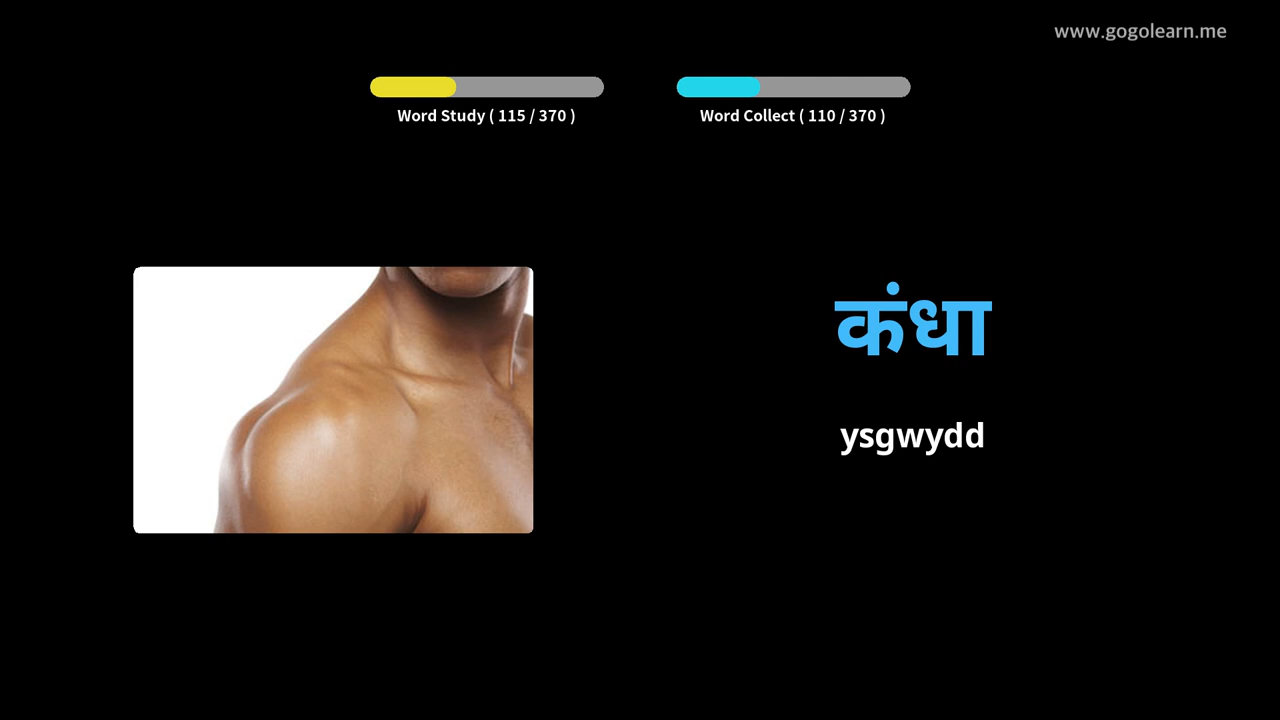 www.gogolearn.me
Word Study ( 115 / 370 )
Word Collect ( 110 / 370 )
कंधा
ysgwydd